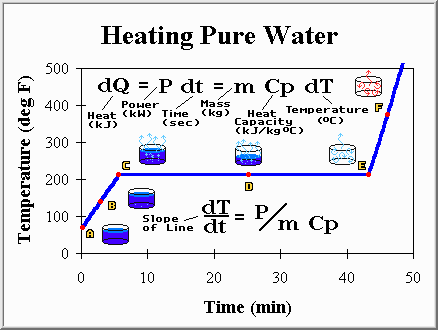 Heating Pure Water
Temperature (deg F)
500
400
300
200
100
0
dQ = P dt = m Cp dT
Heat
(kJ)
Power
(kW)
Time
(sec)
Mass
(kg)
Heat
Capacity
(kJ/kgºC)
Temperature
(ºC)
A
B
C
D
E
F
Slope
of Line
dT
dt
= P/m Cp
0
10
20
30
40
50
Time (min)